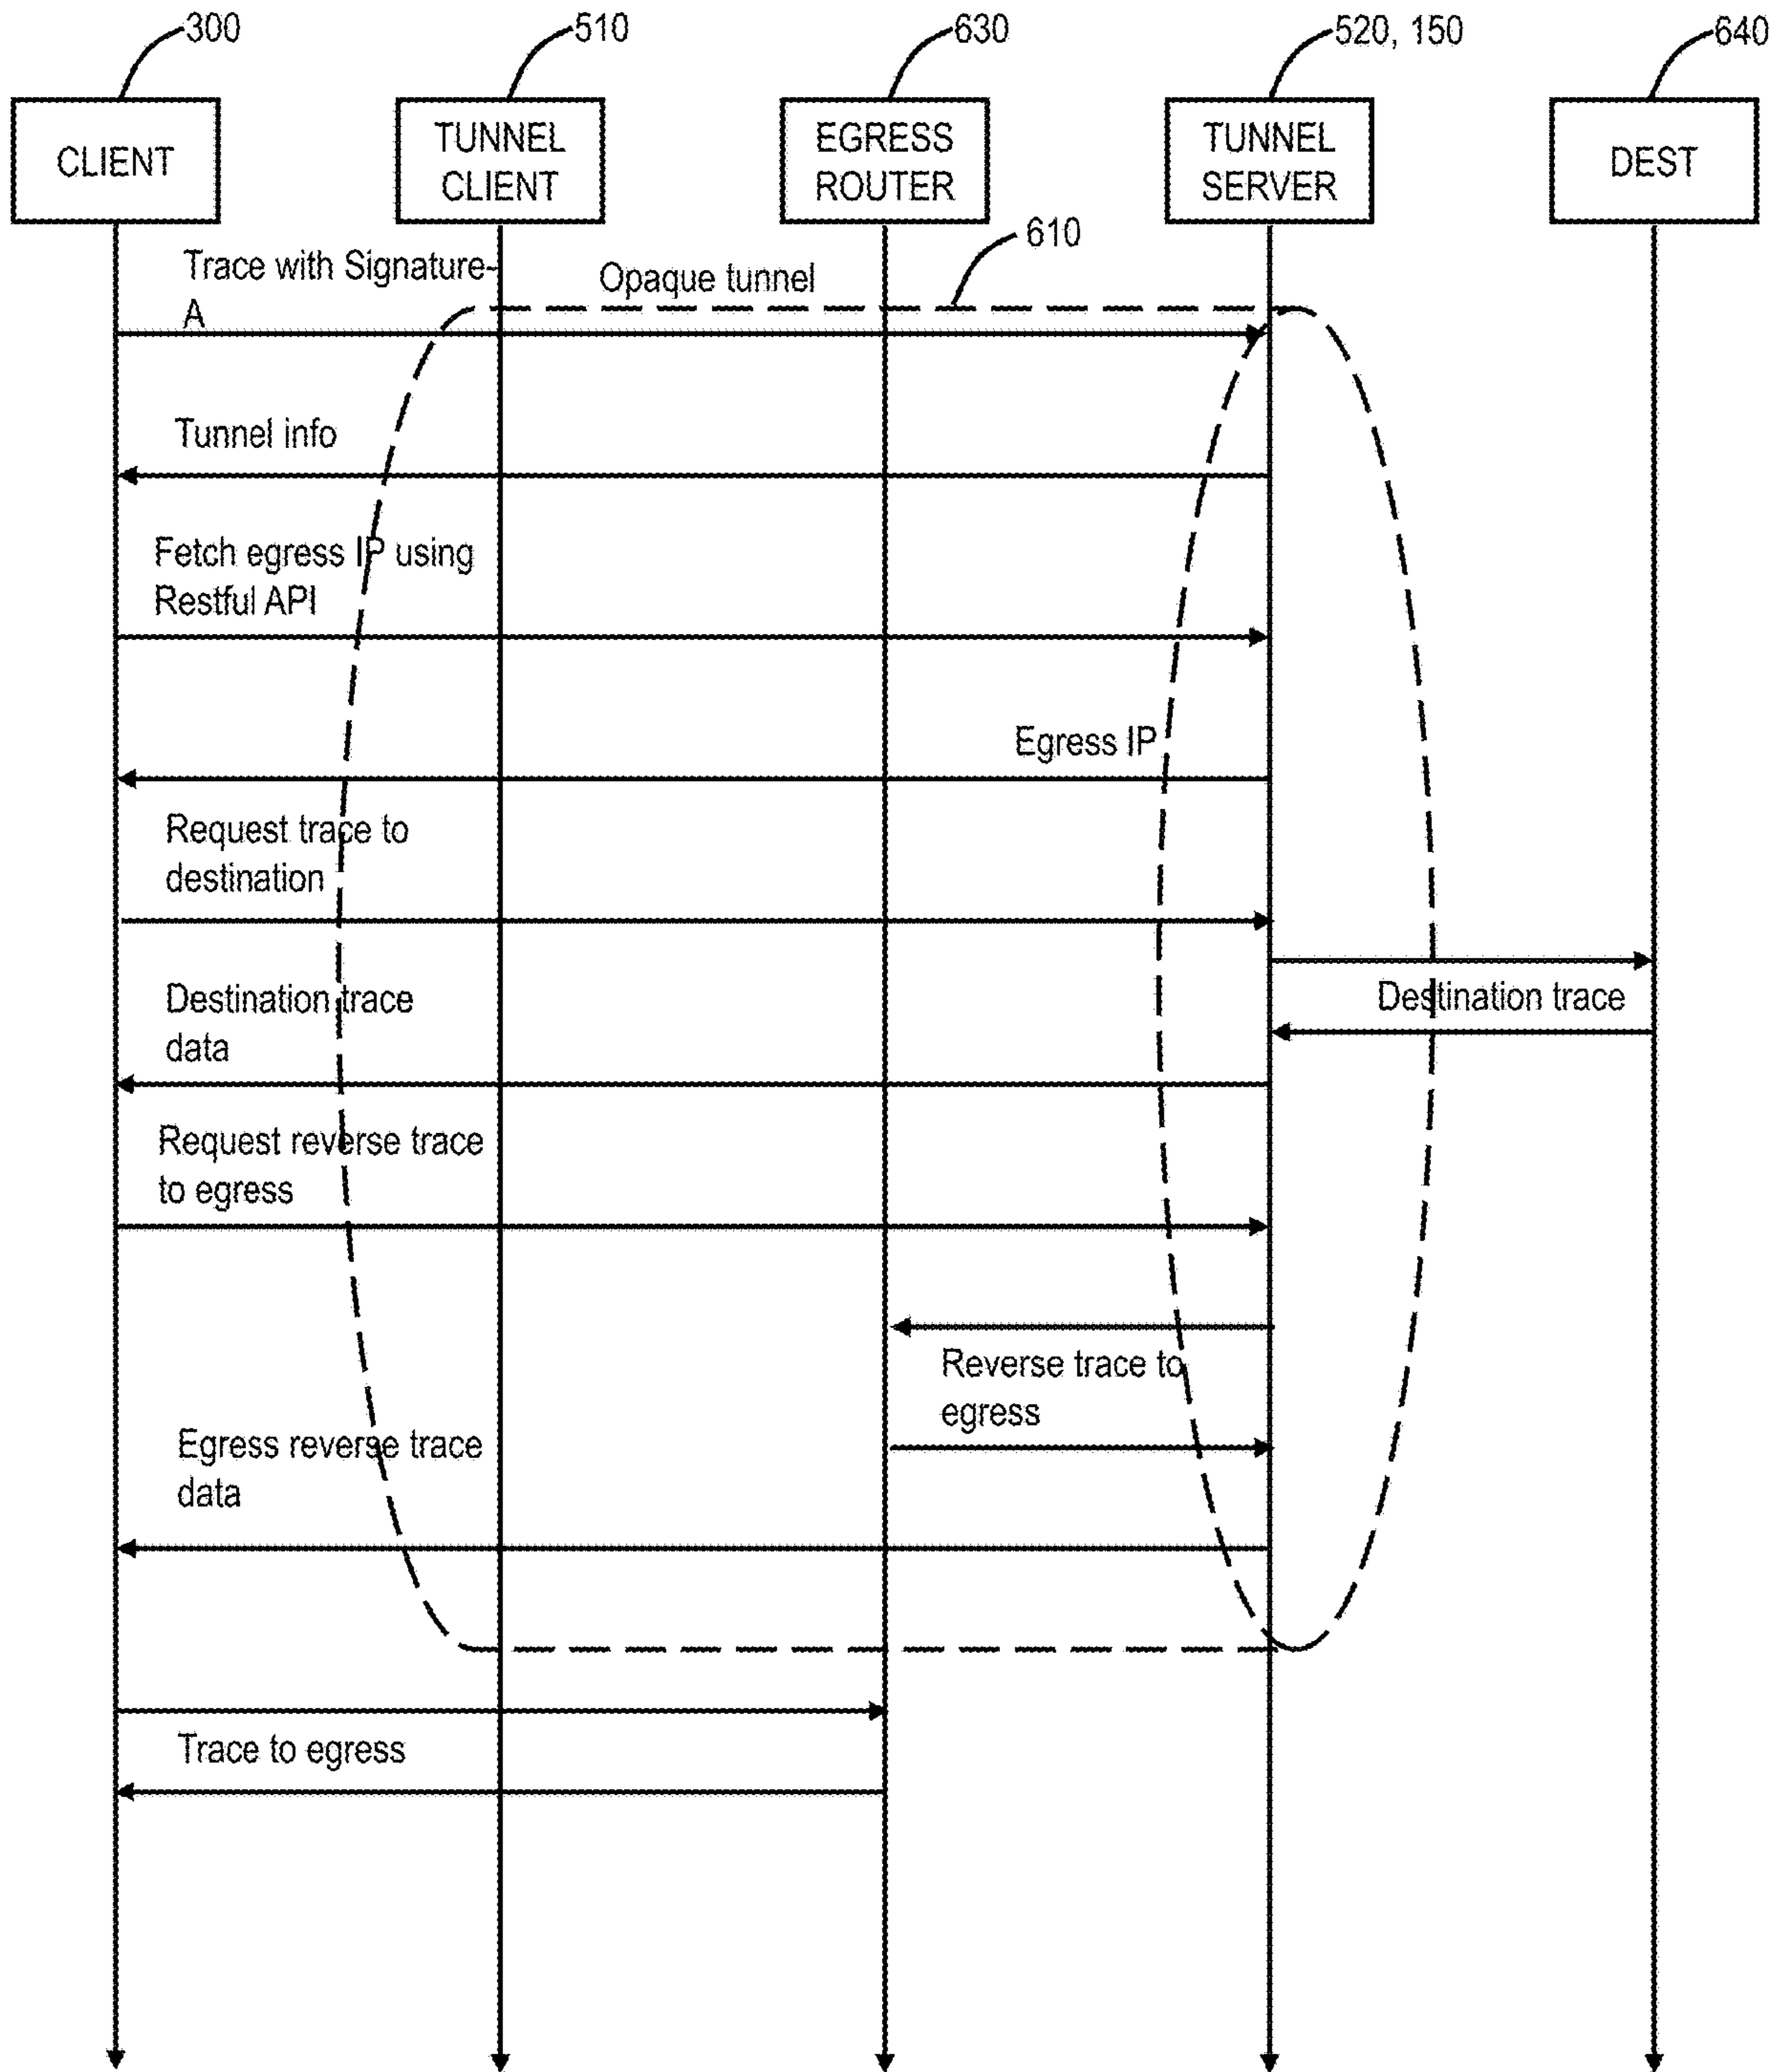 300
510
630
520, 150
640
CLIENT
TUNNEL
CLIENT
EGRESS
ROUTER
TUNNEL
SERVER
DEST
610
Trace with Signature-
A
Opaque tunnel
Tunnel info
Fetch egress IP using
Restful API
Egress IP
Request trace to
destination
Destination trace
data
Destination trace
Request reverse trace
to egress
Reverse trace to
egress
Egress reverse trace
data
Trace to egress